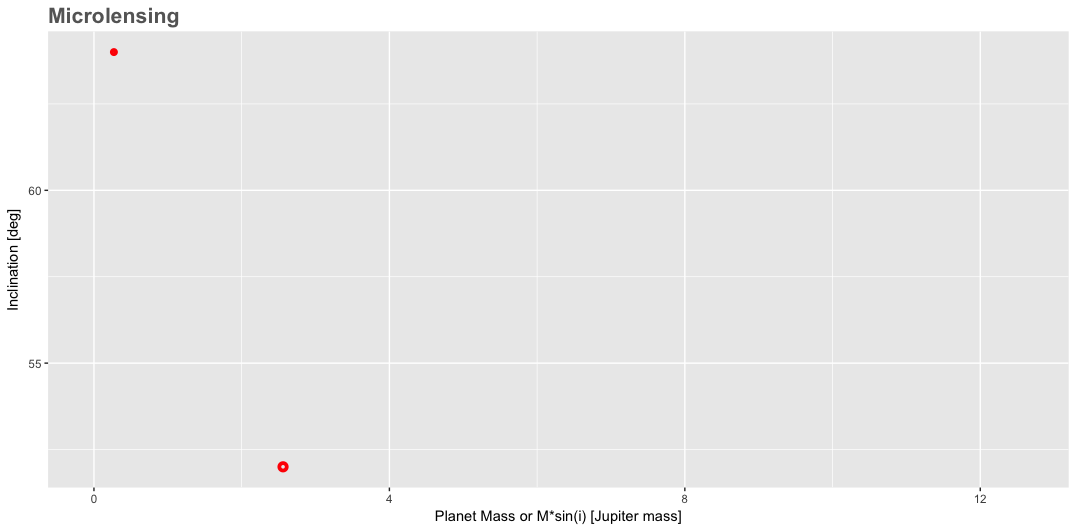 Microlensing
60
55
Inclination [deg]
0 4 8 12
Planet Mass or M*sin(i) [Jupiter mass]